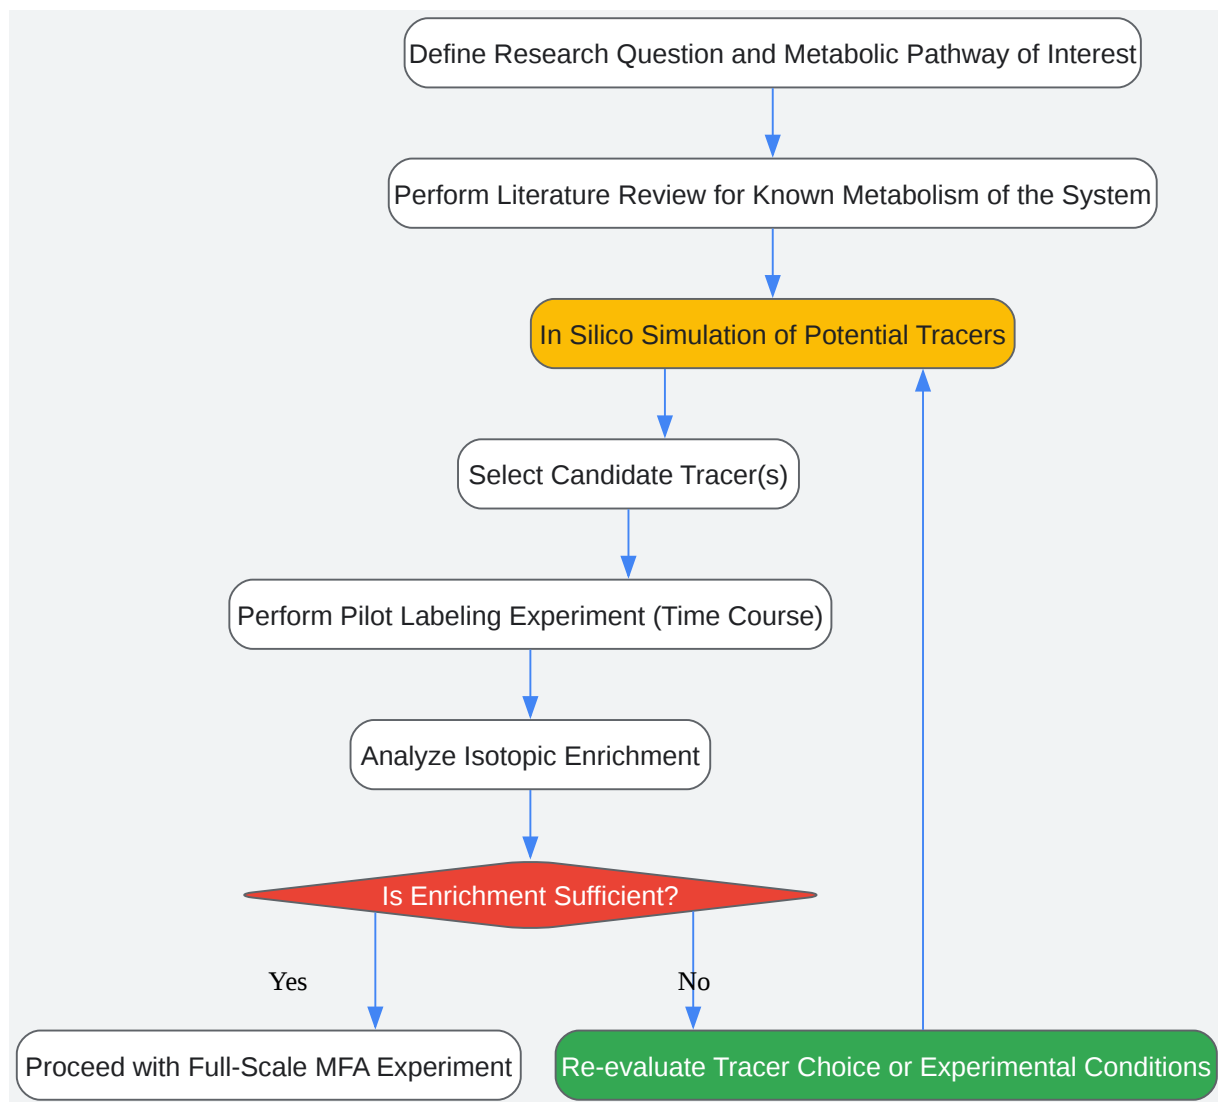 Define Research Question and Metabolic Pathway of Interest
Perform Literature Review for Known Metabolism of the System
In Silico Simulation of Potential Tracers
Select Candidate Tracer(s)
Perform Pilot Labeling Experiment (Time Course)
Analyze Isotopic Enrichment
Is Enrichment Sufficient?
Yes
No
Proceed with Full-Scale MFA Experiment
Re-evaluate Tracer Choice or Experimental Conditions